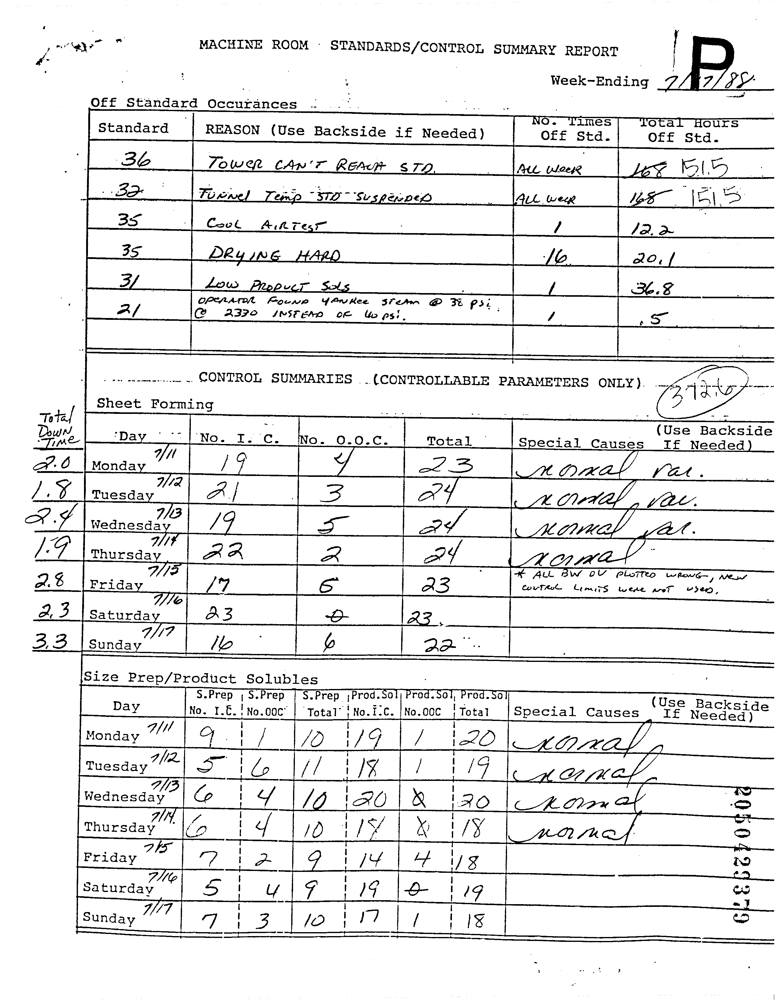 MACHINE ROOM - STANDARDS/CONTROL SUMMARY REPORT
P
Week-Ending 7/17/88
Off Standard Occurances
Standard REASON (Use Backside if Needed) No. Times Off Std. Total Hours Off Std.
36 TOWER CAN'T REACH STD. ALL WEEK 168 151.5
32 TUNNEL TEMP STD SUSPENDED ALL WEEK 168 151.5
35 COOL AIR TEST 1 12.2
35 DRYING HARD 16 20.1
31 LOW PRODUCT SOLS 1 36.8
21 OPERATOR FOUND YANKEE STEAM @ 38 PSI. @ 2330 INSTEAD OF 40 PSI. 1 .5
CONTROL SUMMARIES (CONTROLLABLE PARAMETERS ONLY) 372.6
Sheet Forming
Total DOWN TIME Day No. I. C. No. O.O.C. Total Special Causes (Use Backside If Needed)
2.0 Monday 7/11 19 4 23 normal var.
1.8 Tuesday 7/12 21 3 24 normal var.
2.4 Wednesday 7/13 19 5 24 normal var.
1.9 Thursday 7/14 22 2 24 normal
2.8 Friday 7/15 17 6 23 * ALL BW OV PLOTTED WRONG, NEW CONTROL LIMITS WERE NOT USED.
2.3 Saturday 7/16 23 0 23.
3.3 Sunday 7/17 16 6 22
Size Prep/Product Solubles
Day S.Prep No. I.C. S.Prep No.OOC S.Prep Total Prod.Sol No.I.C. Prod.Sol No.OOC Prod.Sol Total Special Causes (Use Backside If Needed)
Monday 7/11 9 1 10 19 1 20 normal
Tuesday 7/12 5 6 11 18 1 19 normal
Wednesday 7/13 6 4 10 20 0 20 normal
Thursday 7/14 6 4 10 18 0 18 normal
Friday 7/15 7 2 9 14 4 18
Saturday 7/16 5 4 9 19 0 19
Sunday 7/17 7 3 10 17 1 18
2050429379